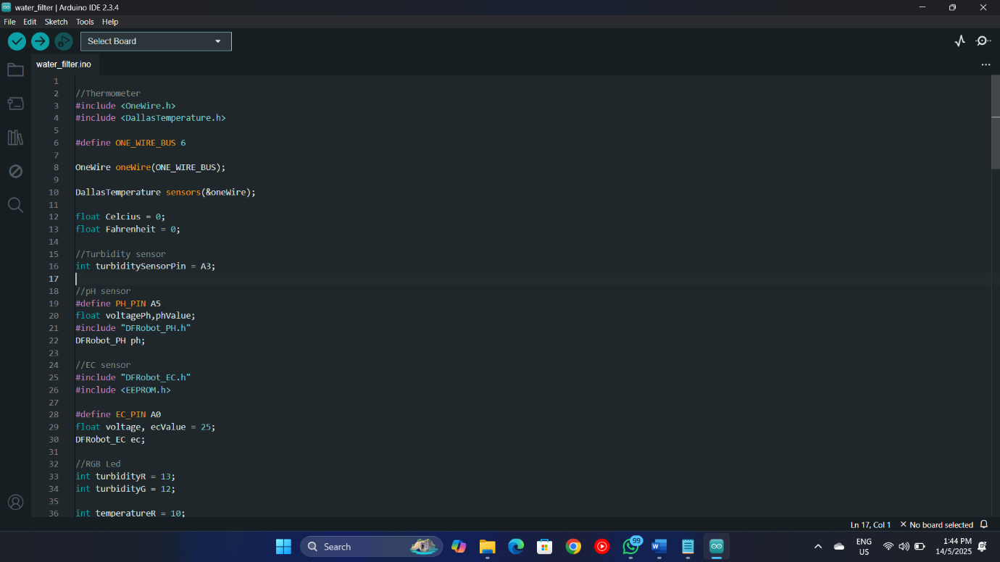 water_filter | Arduino IDE 2.3.4
File Edit Sketch Tools Help
Select Board
water_filter.ino
1
2 //Thermometer
3 #include <OneWire.h>
4 #include <DallasTemperature.h>
5
6 #define ONE_WIRE_BUS 6
7
8 OneWire oneWire(ONE_WIRE_BUS);
9
10 DallasTemperature sensors(&oneWire);
11
12 float Celcius = 0;
13 float Fahrenheit = 0;
14
15 //Turbidity sensor
16 int turbiditySensorPin = A3;
17
18 //pH sensor
19 #define PH_PIN A5
20 float voltagePh,phValue;
21 #include "DFRobot_PH.h"
22 DFRobot_PH ph;
23
24 //EC sensor
25 #include "DFRobot_EC.h"
26 #include <EEPROM.h>
27
28 #define EC_PIN A0
29 float voltage, ecValue = 25;
30 DFRobot_EC ec;
31
32 //RGB Led
33 int turbidityR = 13;
34 int turbidityG = 12;
35
36 int temperatureR = 10;
Ln 17, Col 1 × No board selected
Search
99
ENG
US
1:44 PM
14/5/2025